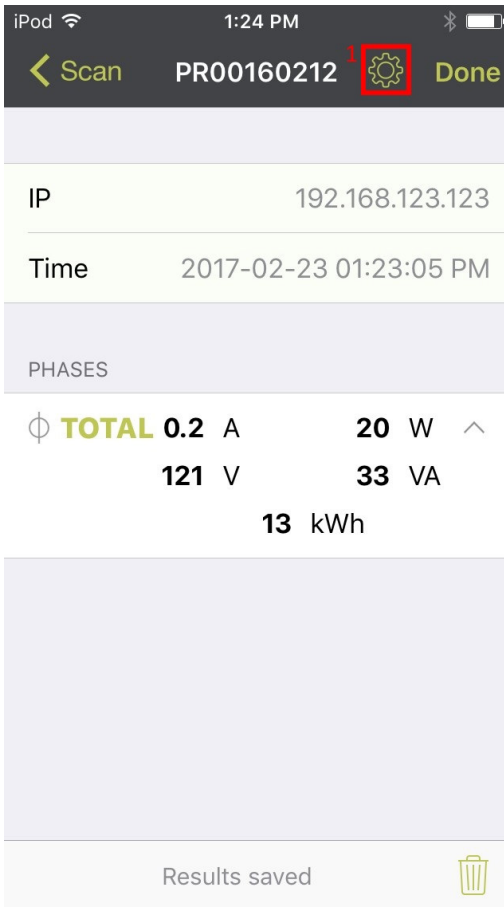 iPod 1:24 PM
Scan PR00160212 1 Done
IP 192.168.123.123
Time 2017-02-23 01:23:05 PM
PHASES
TOTAL 0.2 A 20 W
121 V 33 VA
13 kWh
Results saved